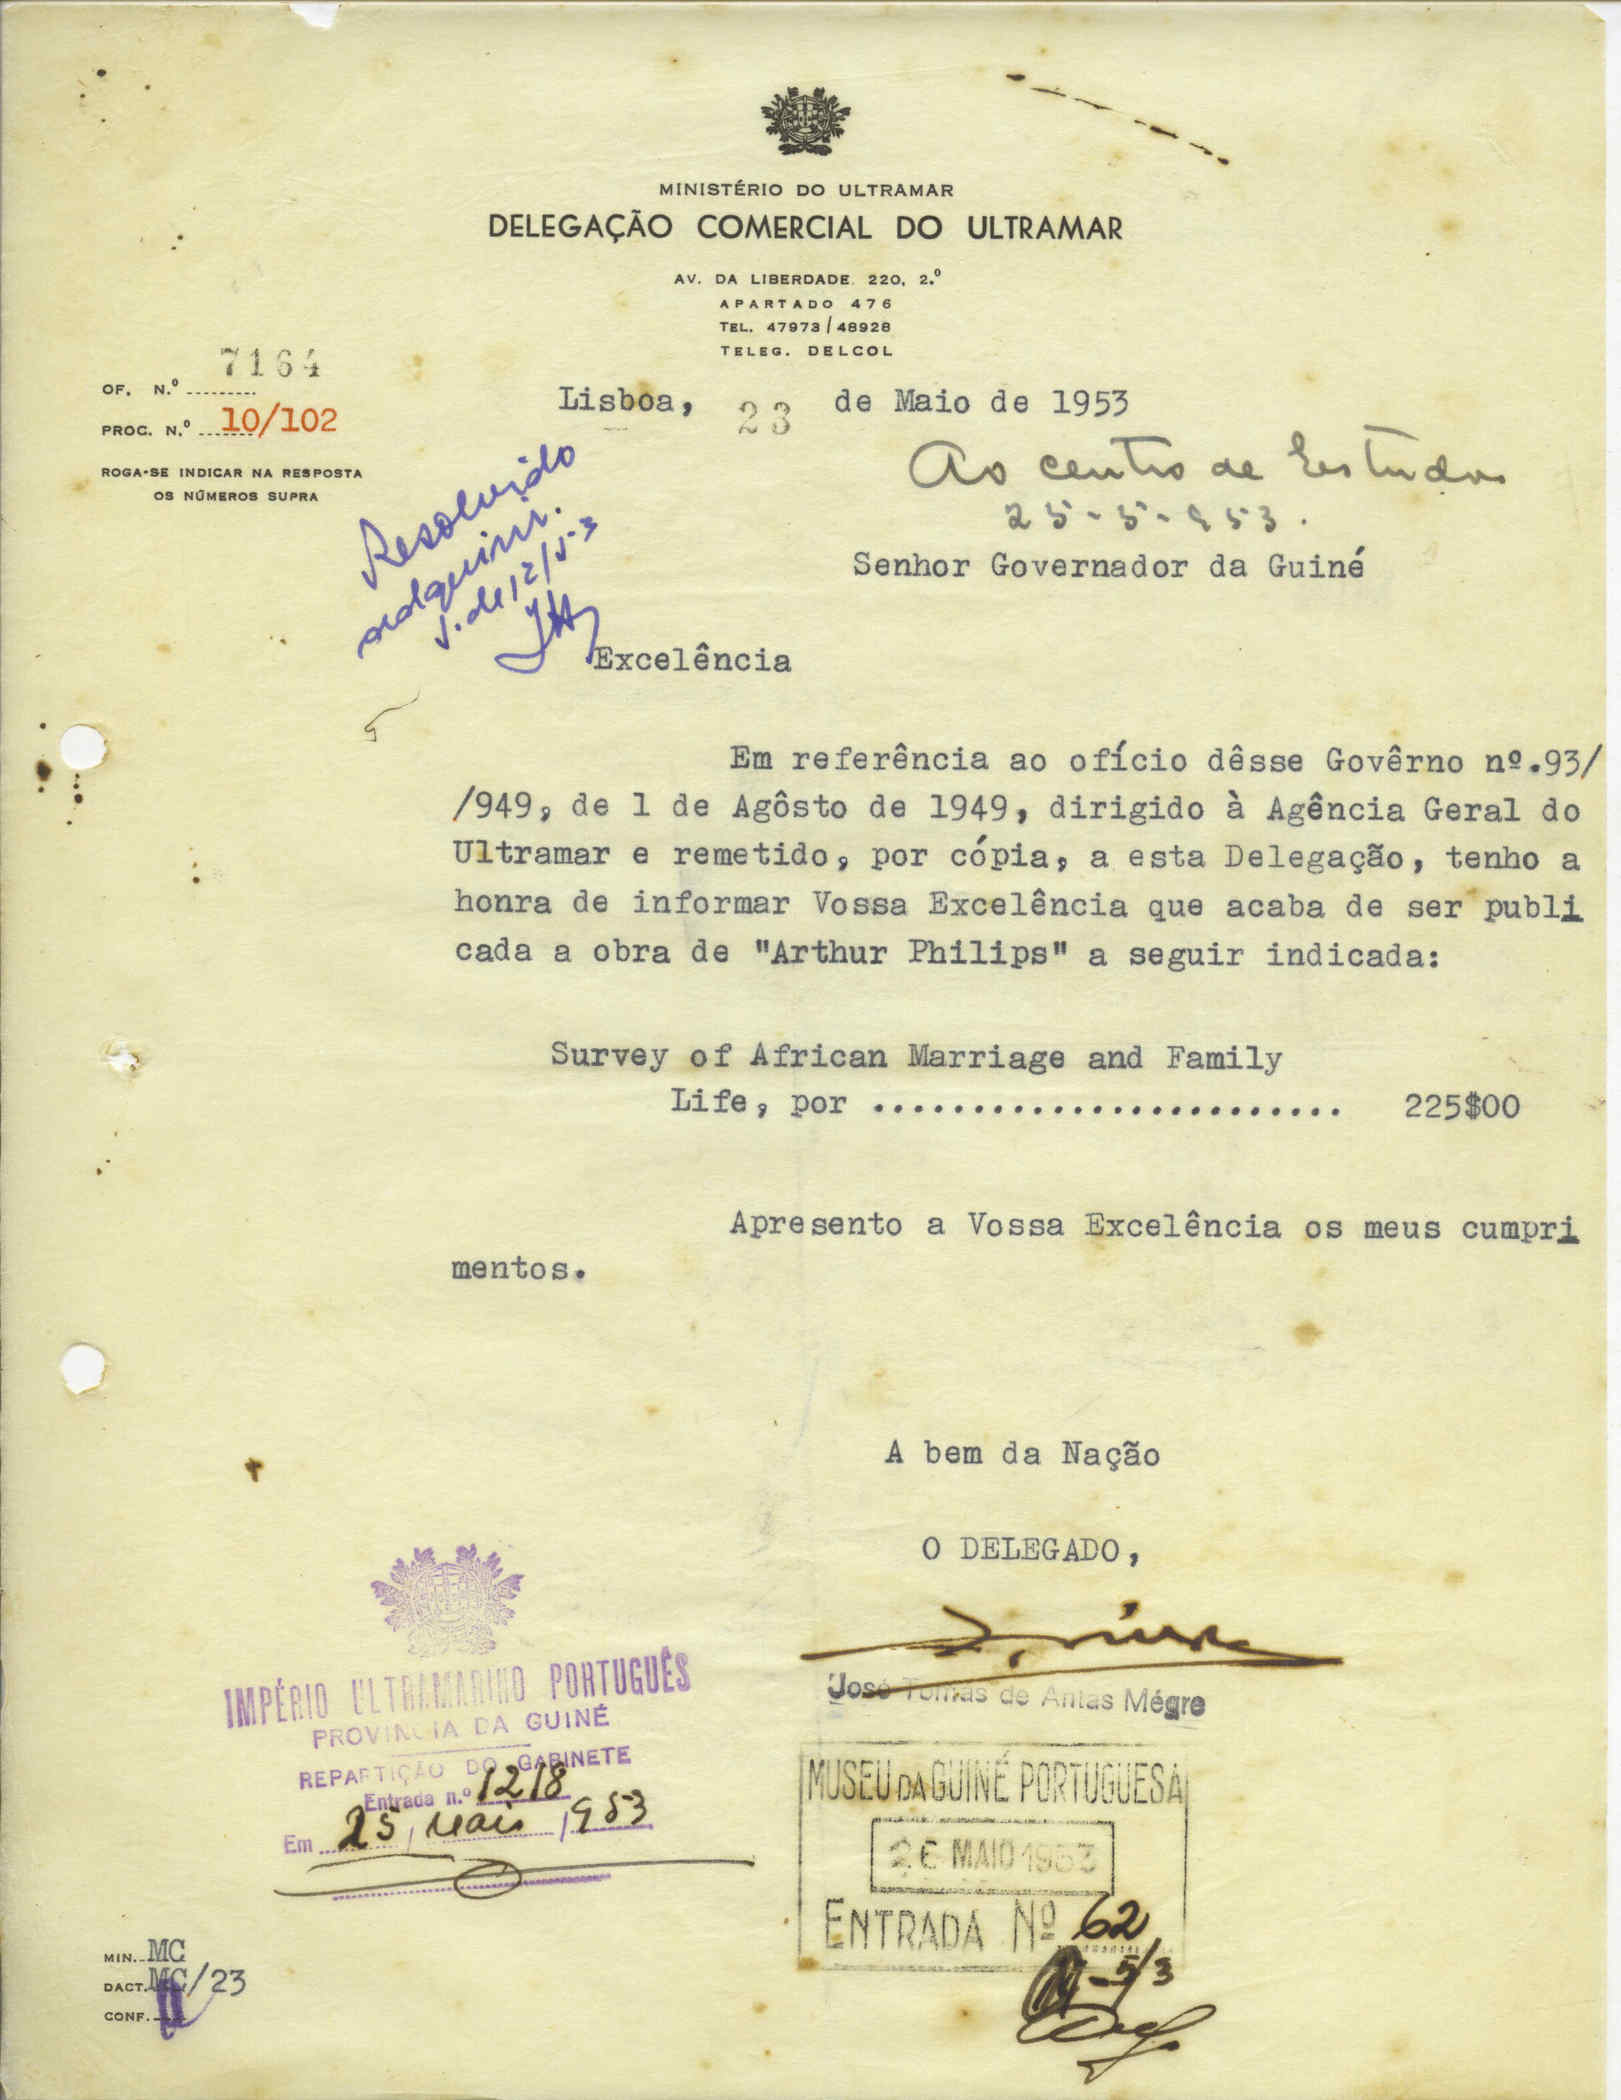 MINISTÉRIO DO ULTRAMAR
DELEGAÇÃO COMERCIAL DO ULTRAMAR
AV. DA LIBERDADE. 220, 2.º
APARTADO 476
TEL. 47973/48928
TELEG. DELCOL
7164
OF. N.º
PROC. N.º 10/102
ROGA-SE INDICAR NA RESPOSTA
OS NÚMEROS SUPRA
Lisboa, 23 de Maio de 1953
Ao centro de Estudos
25-5-953.
Resolvido
adquirir.
S. de 12/53
Senhor Governador da Guiné
Excelência
Em referência ao ofício dêsse Govêrno nº.93/
/949, de 1 de Agôsto de 1949, dirigido à Agência Geral do
Ultramar e remetido, por cópia, a esta Delegação, tenho a
honra de informar Vossa Excelência que acaba de ser publi
cada a obra de "Arthur Philips" a seguir indicada:
Survey of African Marriage and Family
Life, por ........................ 225$00
Apresento a Vossa Excelência os meus cumpri
mentos.
A bem da Nação
O DELEGADO,
José Tomás de Antas Mégre
IMPÉRIO ULTRAMARINO PORTUGUÊS
PROVINCIA DA GUINÉ
REPARTIÇÃO DO GABINETE
Entrada n.º 1218
Em 25, Maio, 1953
MUSEU DA GUINÉ PORTUGUESA
26 MAIO 1953
ENTRADA Nº 62
MIN. MC
DACT. MC/23
CONF.